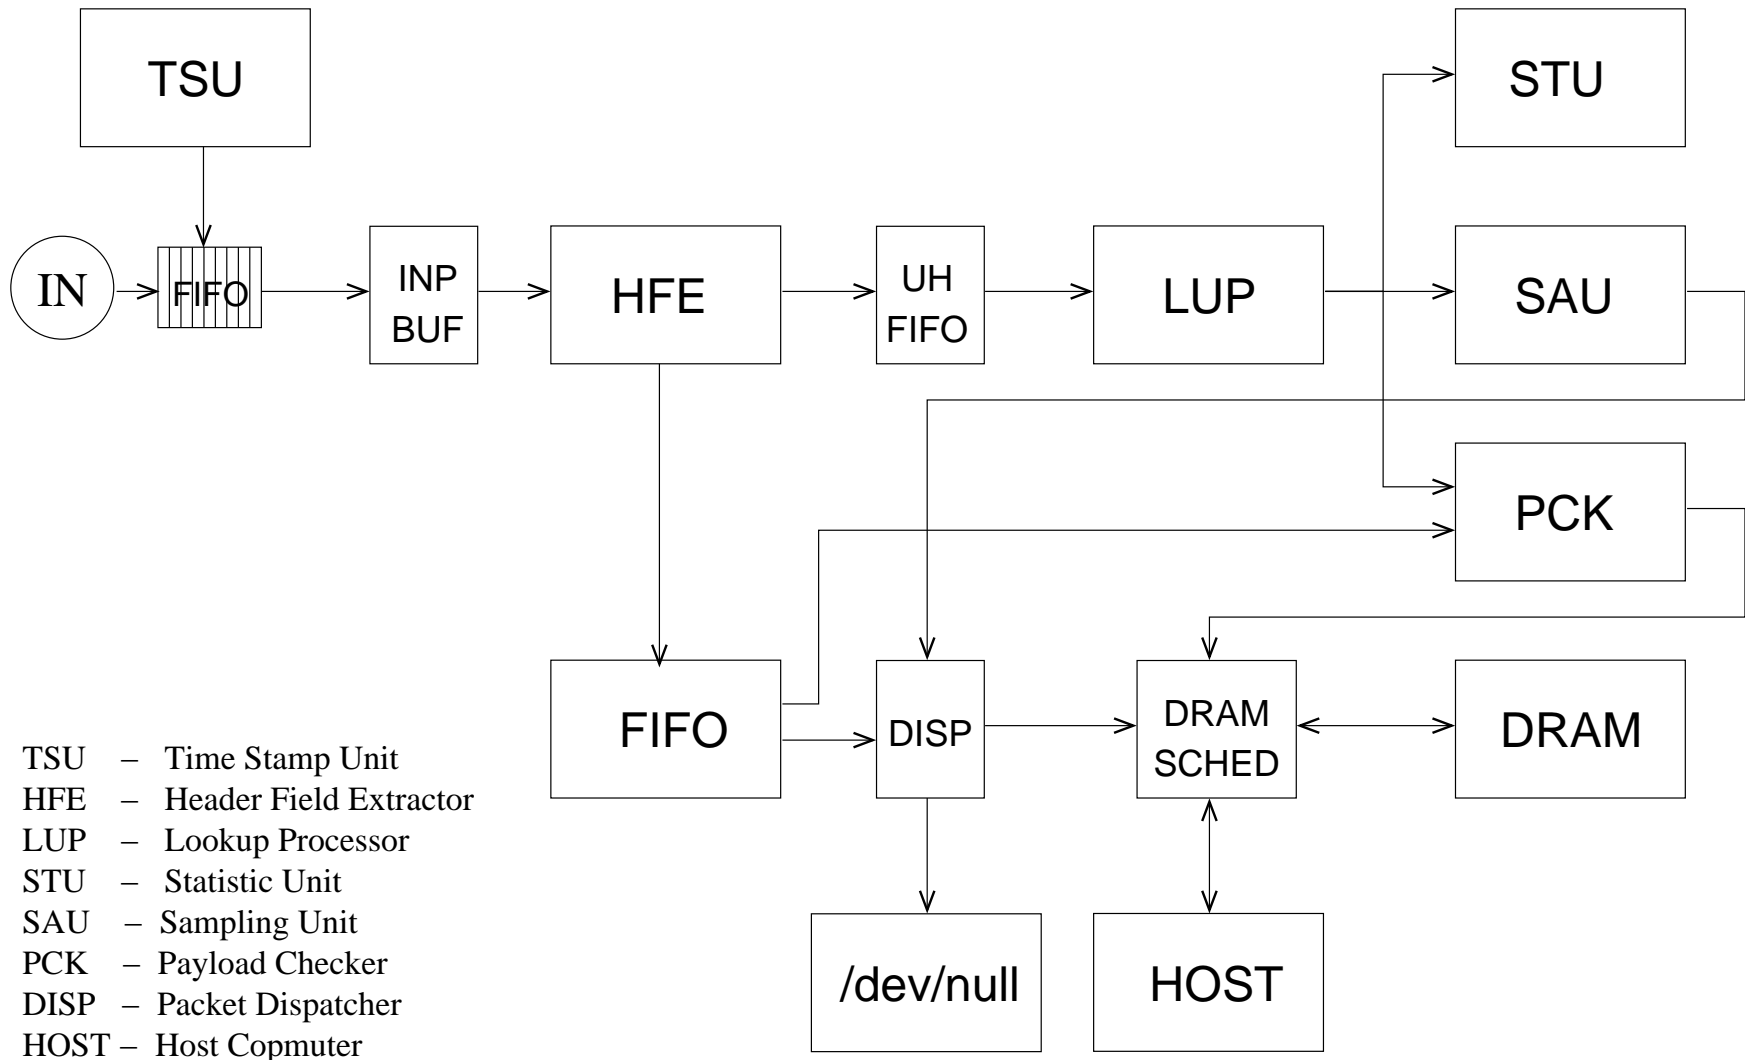 TSU
STU
IN
FIFO
INP
BUF
HFE
UH
FIFO
LUP
SAU
PCK
FIFO
DISP
DRAM
SCHED
DRAM
/dev/null
HOST
TSU – Time Stamp Unit
HFE – Header Field Extractor
LUP – Lookup Processor
STU – Statistic Unit
SAU – Sampling Unit
PCK – Payload Checker
DISP – Packet Dispatcher
HOST – Host Copmuter